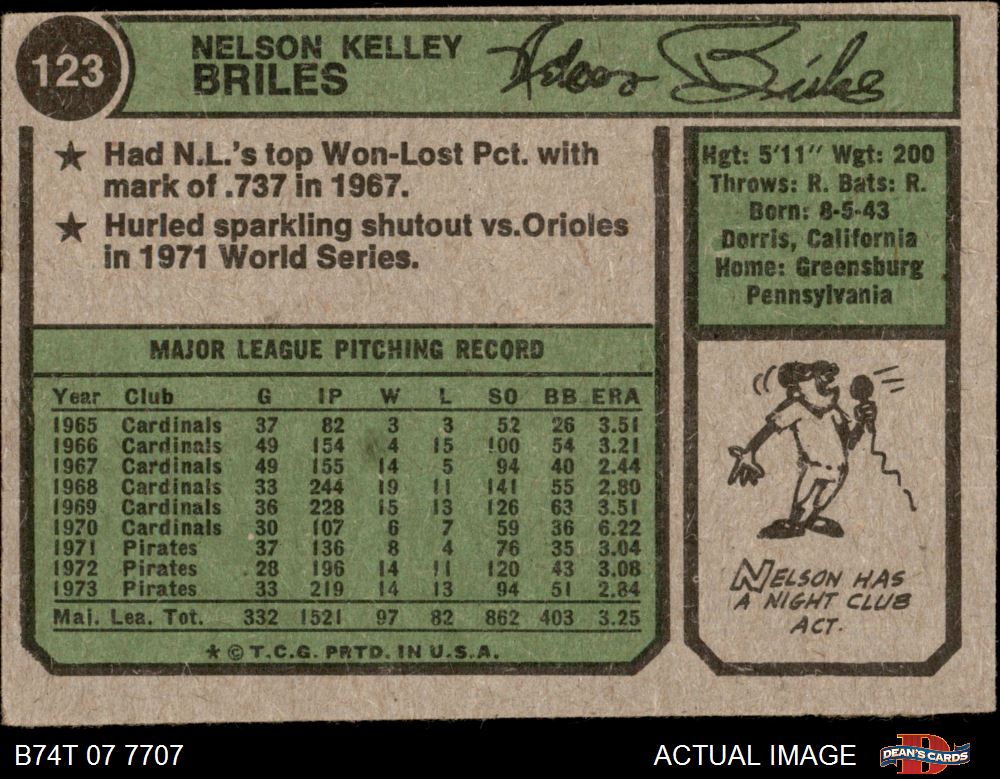 123
NELSON KELLEY
BRILES
Nelson Briles
★ Had N.L.'s top Won-Lost Pct. with
mark of .737 in 1967.
★ Hurled sparkling shutout vs.Orioles
in 1971 World Series.
Hgt: 5'11" Wgt: 200
Throws: R. Bats: R.
Born: 8-5-43
Dorris, California
Home: Greensburg
Pennsylvania
MAJOR LEAGUE PITCHING RECORD
Year Club G IP W L SO BB ERA
1965 Cardinals 37 82 3 3 52 26 3.51
1966 Cardinals 49 154 4 15 100 54 3.21
1967 Cardinals 49 155 14 5 94 40 2.44
1968 Cardinals 33 244 19 11 141 55 2.80
1969 Cardinals 36 228 15 13 126 63 3.51
1970 Cardinals 30 107 6 7 59 36 6.22
1971 Pirates 37 136 8 4 76 35 3.04
1972 Pirates 28 196 14 11 120 43 3.08
1973 Pirates 33 219 14 13 94 51 2.84
Maj. Lea. Tot. 332 1521 97 82 862 403 3.25
★ © T.C.G. PRTD. IN U.S.A.
NELSON HAS
A NIGHT CLUB
ACT.
B74T 07 7707
ACTUAL IMAGE
DEAN'S CARDS